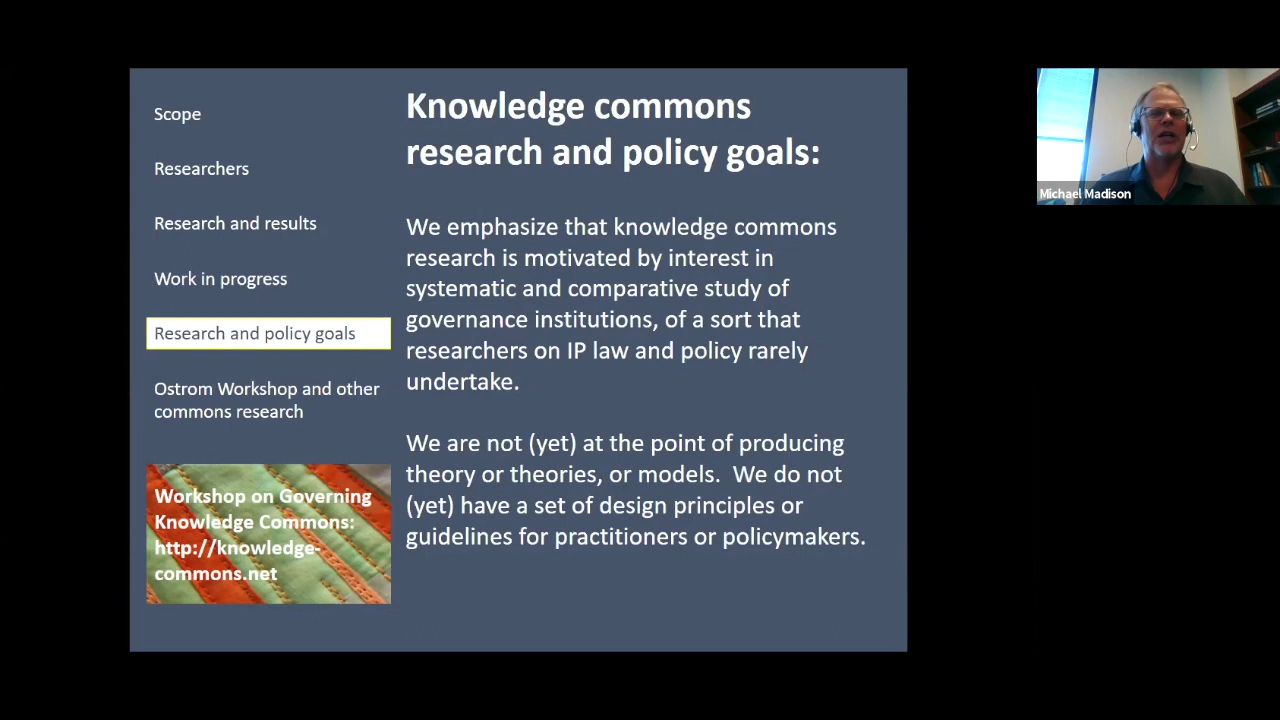 Scope
Researchers
Research and results
Work in progress
Research and policy goals
Ostrom Workshop and other
commons research
Workshop on Governing
Knowledge Commons:
http://knowledge-
commons.net
Knowledge commons
research and policy goals:
We emphasize that knowledge commons
research is motivated by interest in
systematic and comparative study of
governance institutions, of a sort that
researchers on IP law and policy rarely
undertake.
We are not (yet) at the point of producing
theory or theories, or models.  We do not
(yet) have a set of design principles or
guidelines for practitioners or policymakers.
Michael Madison